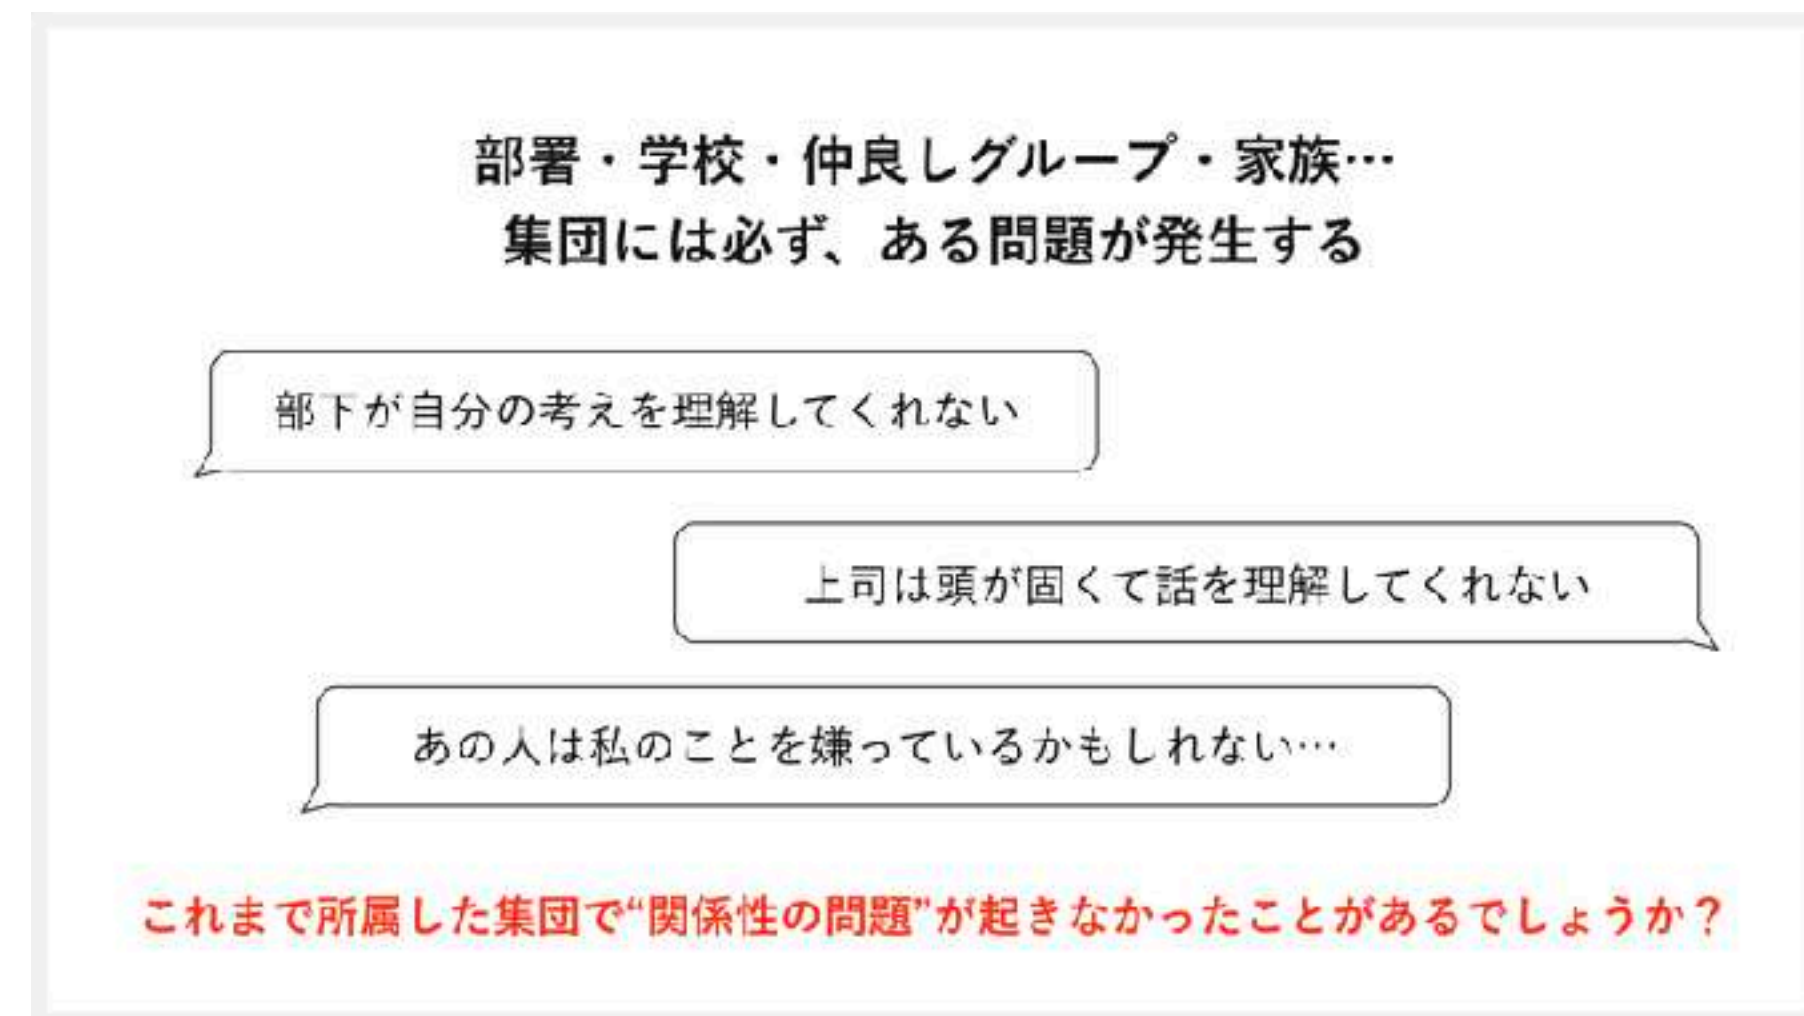 部署・学校・仲良しグループ・家族…
集団には必ず、ある問題が発生する
部下が自分の考えを理解してくれない
上司は頭が固くて話を理解してくれない
あの人は私のことを嫌っているかもしれない…
これまで所属した集団で“関係性の問題”が起きなかったことがあるでしょうか？